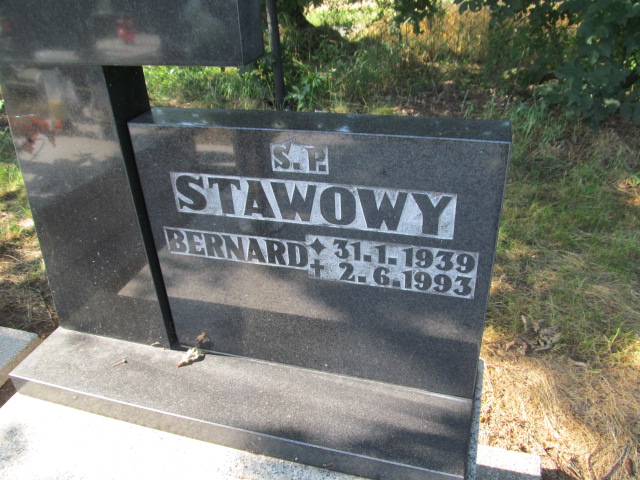 Ś.P.
STAWOWY
BERNARD ✦ 31.1.1939
✝ 2.6.1993